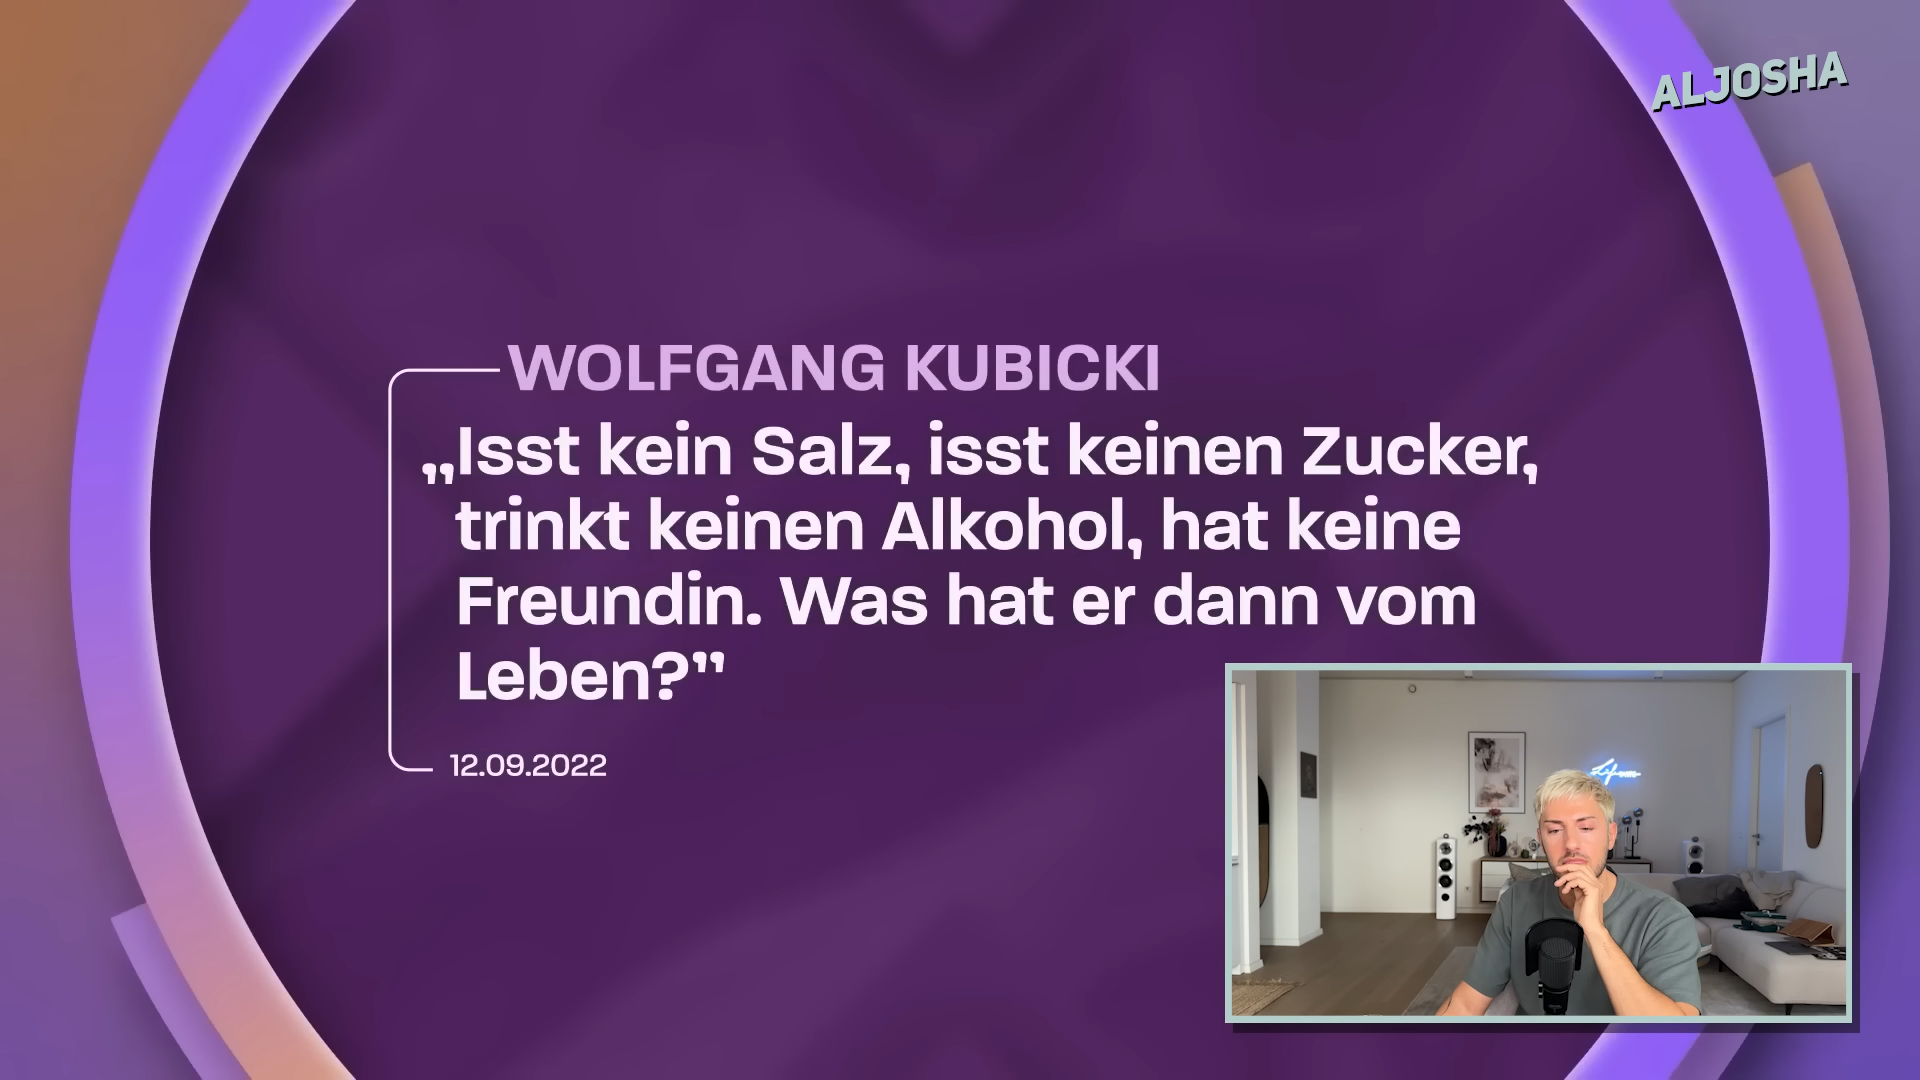 ALJOSHA
WOLFGANG KUBICKI
„Isst kein Salz, isst keinen Zucker,
trinkt keinen Alkohol, hat keine
Freundin. Was hat er dann vom
Leben?”
12.09.2022